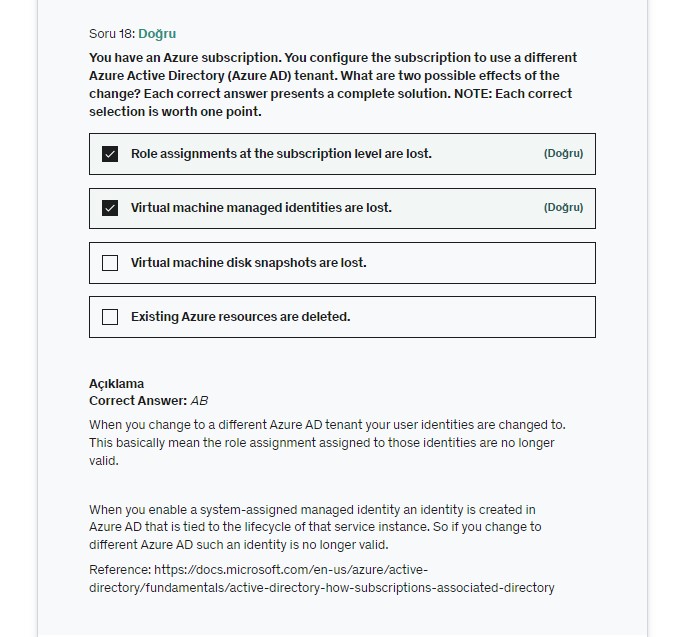 Soru 18: Doğru
You have an Azure subscription. You configure the subscription to use a different
Azure Active Directory (Azure AD) tenant. What are two possible effects of the
change? Each correct answer presents a complete solution. NOTE: Each correct
selection is worth one point.
Role assignments at the subscription level are lost. (Doğru)
Virtual machine managed identities are lost. (Doğru)
Virtual machine disk snapshots are lost.
Existing Azure resources are deleted.
Açıklama
Correct Answer: AB
When you change to a different Azure AD tenant your user identities are changed to.
This basically mean the role assignment assigned to those identities are no longer
valid.
When you enable a system-assigned managed identity an identity is created in
Azure AD that is tied to the lifecycle of that service instance. So if you change to
different Azure AD such an identity is no longer valid.
Reference: https://docs.microsoft.com/en-us/azure/active-
directory/fundamentals/active-directory-how-subscriptions-associated-directory